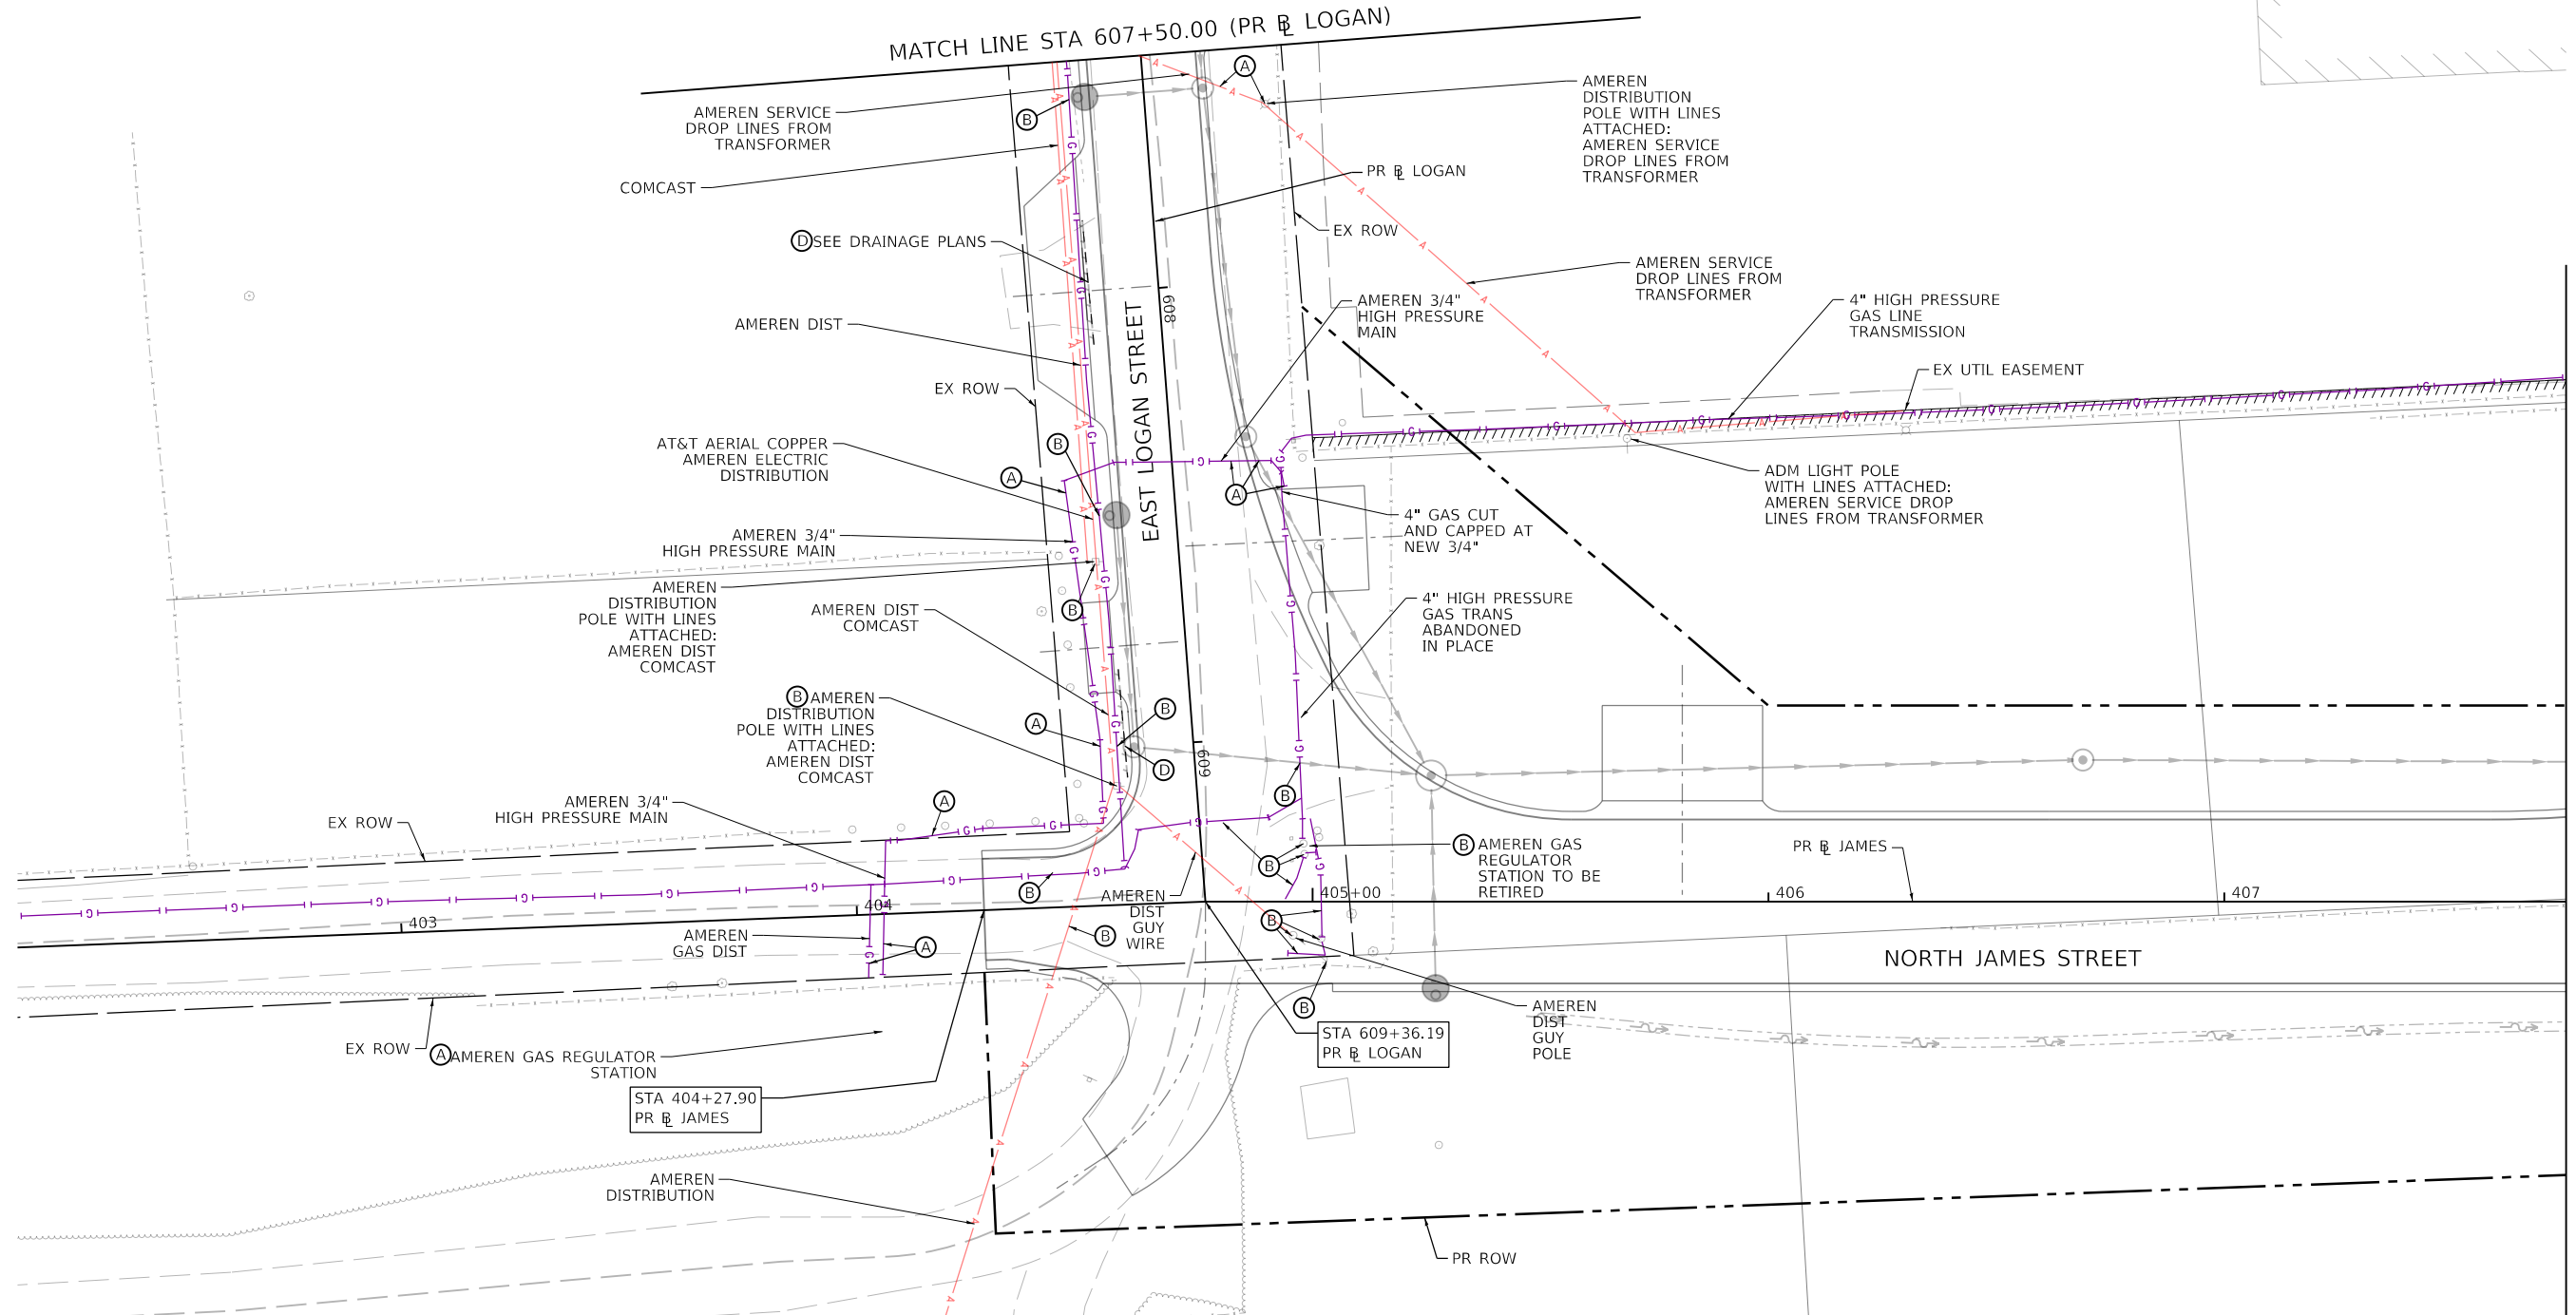 MATCH LINE STA 607+50.00 (PR BL LOGAN)
AMEREN SERVICE
DROP LINES FROM
TRANSFORMER
COMCAST
B
A
AMEREN
DISTRIBUTION
POLE WITH LINES
ATTACHED:
AMEREN SERVICE
DROP LINES FROM
TRANSFORMER
PR BL LOGAN
EX ROW
D SEE DRAINAGE PLANS
AMEREN SERVICE
DROP LINES FROM
TRANSFORMER
AMEREN 3/4"
HIGH PRESSURE
MAIN
4" HIGH PRESSURE
GAS LINE
TRANSMISSION
AMEREN DIST
608
EAST LOGAN STREET
EX UTIL EASEMENT
EX ROW
AT&T AERIAL COPPER
AMEREN ELECTRIC
DISTRIBUTION
B
A
A
ADM LIGHT POLE
WITH LINES ATTACHED:
AMEREN SERVICE DROP
LINES FROM TRANSFORMER
4" GAS CUT
AND CAPPED AT
NEW 3/4"
AMEREN 3/4"
HIGH PRESSURE MAIN
AMEREN
DISTRIBUTION
POLE WITH LINES
ATTACHED:
AMEREN DIST
COMCAST
B
AMEREN DIST
COMCAST
4" HIGH PRESSURE
GAS TRANS
ABANDONED
IN PLACE
B AMEREN
DISTRIBUTION
POLE WITH LINES
ATTACHED:
AMEREN DIST
COMCAST
A
B
D
609
B
AMEREN 3/4"
HIGH PRESSURE MAIN
A
EX ROW
B AMEREN GAS
REGULATOR
STATION TO BE
RETIRED
PR BL JAMES
B
B
AMEREN
DIST
GUY
WIRE
403
404
405+00
406
407
AMEREN
GAS DIST
A
B
B
NORTH JAMES STREET
B
AMEREN
DIST
GUY
POLE
EX ROW
A AMEREN GAS REGULATOR
STATION
STA 609+36.19
PR BL LOGAN
STA 404+27.90
PR BL JAMES
AMEREN
DISTRIBUTION
PR ROW